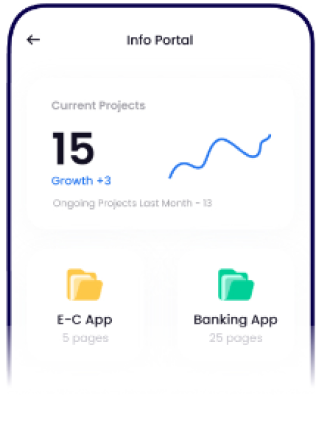 Info Portal
Current Projects
15
Growth +3
Ongoing Projects Last Month - 13
E-C App
5 pages
Banking App
25 pages